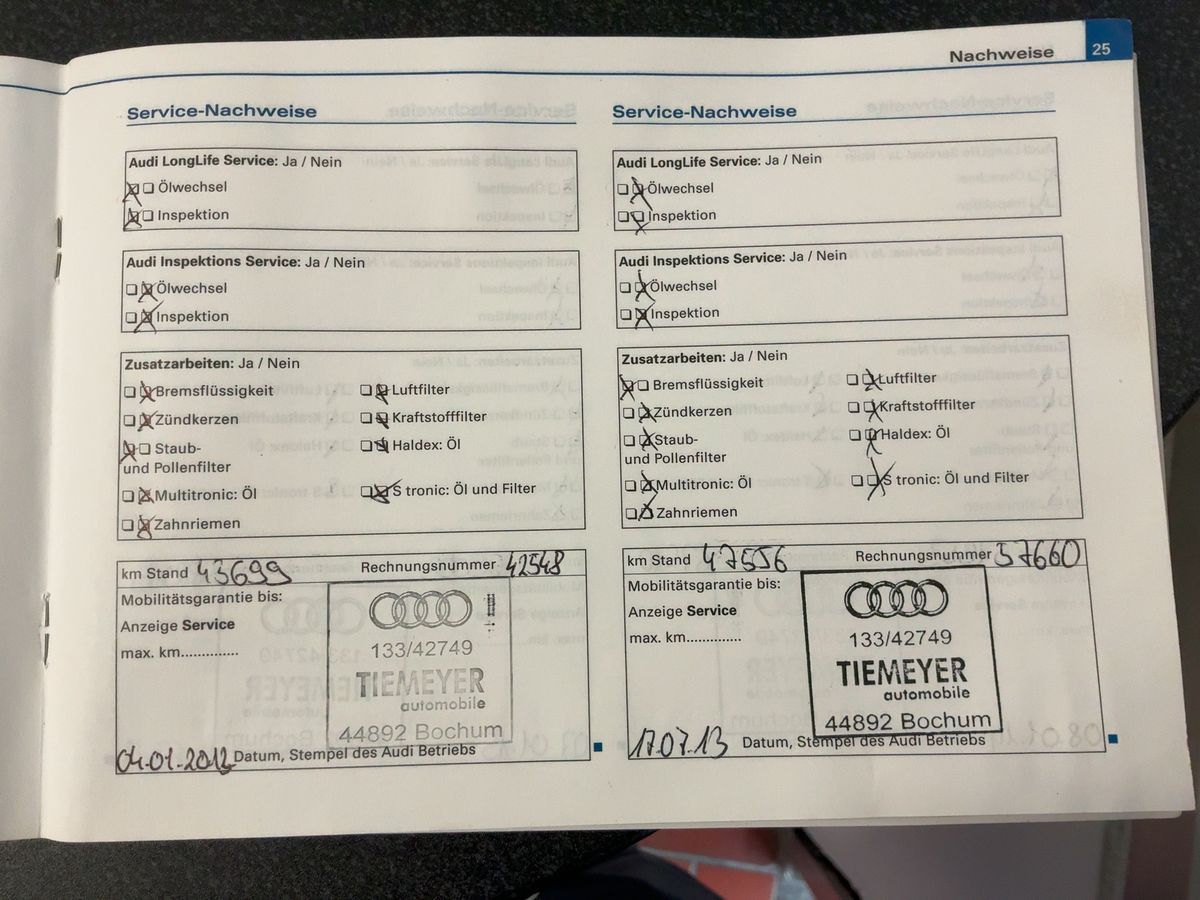 Nachweise 25
Service-Nachweise
Audi LongLife Service: Ja / Nein
Ölwechsel
Inspektion
Audi Inspektions Service: Ja / Nein
Ölwechsel
Inspektion
Zusatzarbeiten: Ja / Nein
Bremsflüssigkeit
Luftfilter
Zündkerzen
Kraftstofffilter
Staub-
und Pollenfilter
Haldex: Öl
Multitronic: Öl
S tronic: Öl und Filter
Zahnriemen
km Stand 43699 Rechnungsnummer 42548
Mobilitätsgarantie bis:
Anzeige Service
max. km.............
133/42749
TIEMEYER
automobile
44892 Bochum
04.01.2012 Datum, Stempel des Audi Betriebs
Service-Nachweise
Audi LongLife Service: Ja / Nein
Ölwechsel
Inspektion
Audi Inspektions Service: Ja / Nein
Ölwechsel
Inspektion
Zusatzarbeiten: Ja / Nein
Bremsflüssigkeit
Luftfilter
Zündkerzen
Kraftstofffilter
Staub-
und Pollenfilter
Haldex: Öl
Multitronic: Öl
S tronic: Öl und Filter
Zahnriemen
km Stand 47556 Rechnungsnummer 57660
Mobilitätsgarantie bis:
Anzeige Service
max. km.............
133/42749
TIEMEYER
automobile
44892 Bochum
17.07.13 Datum, Stempel des Audi Betriebs